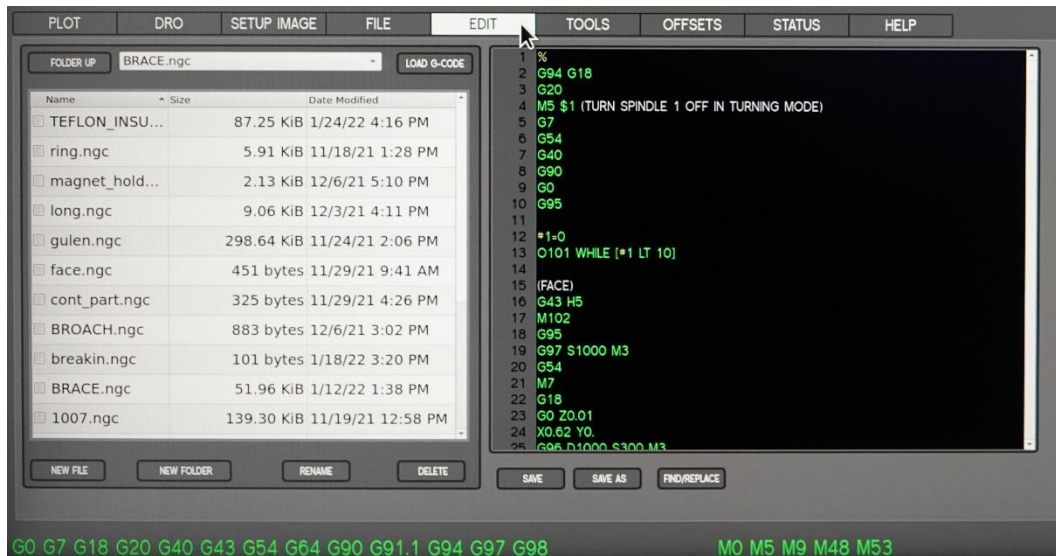 PLOT DRO SETUP IMAGE FILE EDIT TOOLS OFFSETS STATUS HELP
FOLDER UP BRACE.ngc LOAD G-CODE
Name Size Date Modified
TEFLON_INSU... 87.25 KiB 1/24/22 4:16 PM
ring.ngc 5.91 KiB 11/18/21 1:28 PM
magnet_hold... 2.13 KiB 12/6/21 5:10 PM
long.ngc 9.06 KiB 12/3/21 4:11 PM
gulen.ngc 298.64 KiB 11/24/21 2:06 PM
face.ngc 451 bytes 11/29/21 9:41 AM
cont_part.ngc 325 bytes 11/29/21 4:26 PM
BROACH.ngc 883 bytes 12/6/21 3:02 PM
breakin.ngc 101 bytes 1/18/22 3:20 PM
BRACE.ngc 51.96 KiB 1/12/22 1:38 PM
1007.ngc 139.30 KiB 11/19/21 12:58 PM
NEW FILE NEW FOLDER RENAME DELETE
1 %
2 G94 G18
3 G20
4 M5 $1 (TURN SPINDLE 1 OFF IN TURNING MODE)
5 G7
6 G54
7 G40
8 G90
9 G0
10 G95
11
12 #1=0
13 O101 WHILE [#1 LT 10]
14
15 (FACE)
16 G43 H5
17 M102
18 G95
19 G97 S1000 M3
20 G54
21 M7
22 G18
23 G0 Z0.01
24 X0.62 Y0.
25 G96 D1000 S300 M3
SAVE SAVE AS FIND/REPLACE
G0 G7 G18 G20 G40 G43 G54 G64 G90 G91.1 G94 G97 G98 M0 M5 M9 M48 M53